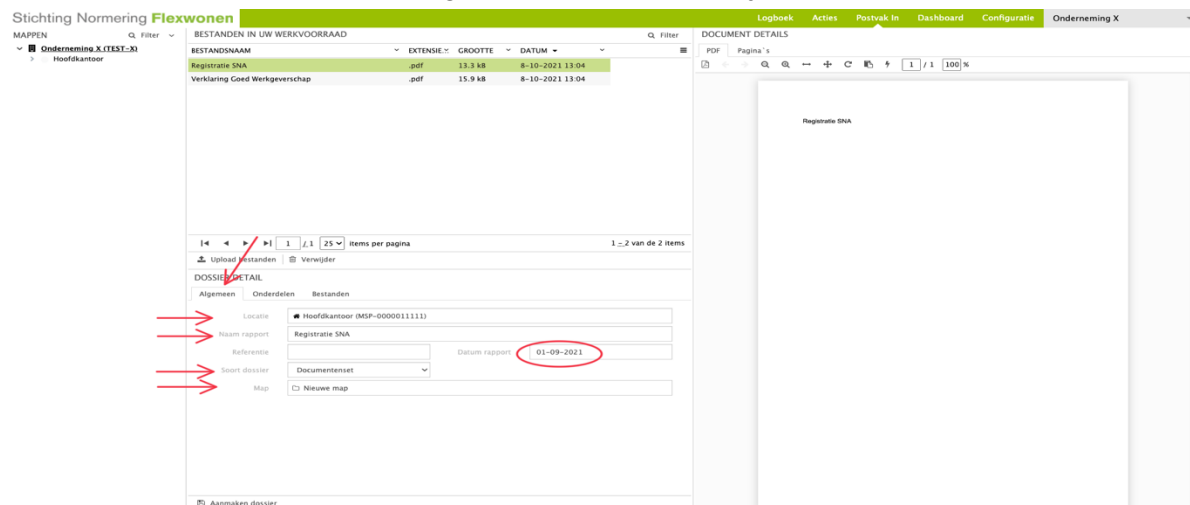 Stichting Normering Flexwonen
Logboek Acties Postvak In Dashboard Configuratie Onderneming X
MAPPEN Filter
Onderneming X (TEST-X)
Hoofdkantoor
BESTANDEN IN UW WERKVOORRAAD Filter
BESTANDSNAAM EXTENSIE GROOTTE DATUM
Registratie SNA .pdf 13.3 kB 8-10-2021 13:04
Verklaring Goed Werkgeverschap .pdf 15.9 kB 8-10-2021 13:04
1 / 1 25 items per pagina 1 - 2 van de 2 items
Upload bestanden Verwijder
DOSSIER DETAIL
Algemeen Onderdelen Bestanden
Locatie Hoofdkantoor (MSP-0000011111)
Naam rapport Registratie SNA
Referentie Datum rapport 01-09-2021
Soort dossier Documentenset
Map Nieuwe map
Aanmaken dossier
DOCUMENT DETAILS
PDF Pagina`s
1 / 1 100 %
Registratie SNA